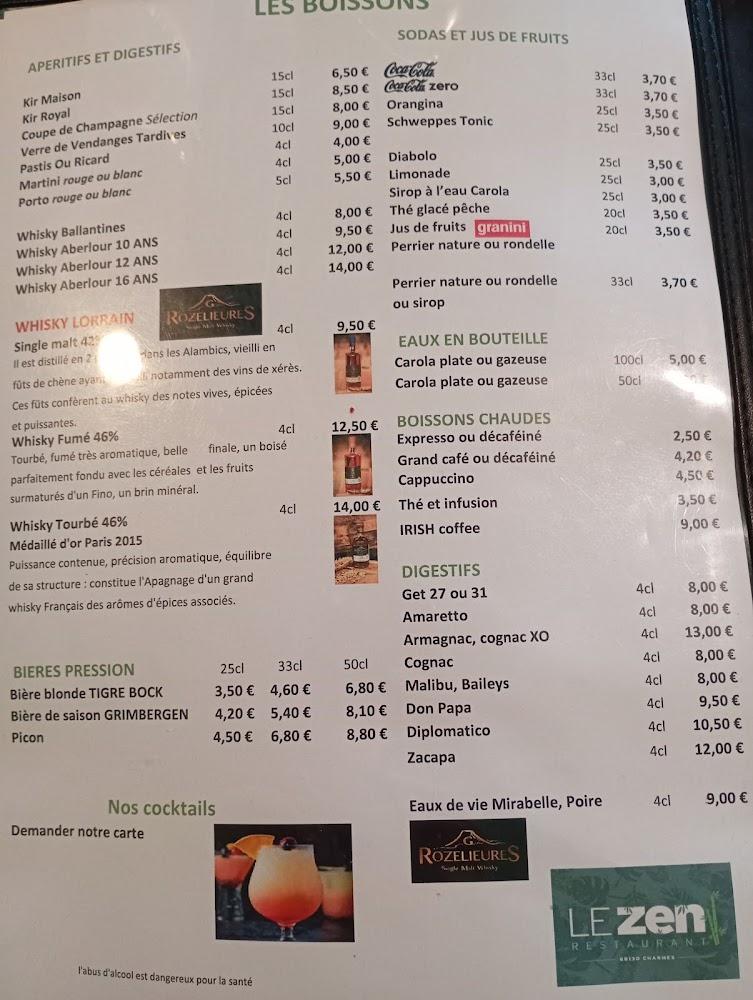 LES BOISSONS
APERITIFS ET DIGESTIFS
Kir Maison 15cl 6,50 €
Kir Royal 15cl 8,50 €
Coupe de Champagne Sélection 15cl 8,00 €
Verre de Vendanges Tardives 10cl 9,00 €
Pastis Ou Ricard 4cl 4,00 €
Martini rouge ou blanc 4cl 5,00 €
Porto rouge ou blanc 5cl 5,50 €
Whisky Ballantines 4cl 8,00 €
Whisky Aberlour 10 ANS 4cl 9,50 €
Whisky Aberlour 12 ANS 4cl 12,00 €
Whisky Aberlour 16 ANS 4cl 14,00 €
WHISKY LORRAIN
G
ROZELIEURES
Single Malt Whisky
Single malt 42 4cl 9,50 €
Il est distillé en 2 dans les Alambics, vieilli en
fûts de chène ayant notamment des vins de xérès.
Ces fûts confèrent au whisky des notes vives, épicées
et puissantes.
Whisky Fumé 46% 4cl 12,50 €
Tourbé, fumé très aromatique, belle finale, un boisé
parfaitement fondu avec les céréales et les fruits
surmaturés d'un Fino, un brin minéral.
Whisky Tourbé 46% 4cl 14,00 €
Médaillé d'or Paris 2015
Puissance contenue, précision aromatique, équilibre
de sa structure : constitue l'Apagnage d'un grand
whisky Français des arômes d'épices associés.
BIERES PRESSION 25cl 33cl 50cl
Bière blonde TIGRE BOCK 3,50 € 4,60 € 6,80 €
Bière de saison GRIMBERGEN 4,20 € 5,40 € 8,10 €
Picon 4,50 € 6,80 € 8,80 €
Nos cocktails
Demander notre carte
l'abus d'alcool est dangereux pour la santé
SODAS ET JUS DE FRUITS
Coca-Cola 33cl 3,70 €
Coca-Cola zero 33cl 3,70 €
Orangina 25cl 3,50 €
Schweppes Tonic 25cl 3,50 €
Diabolo 25cl 3,50 €
Limonade 25cl 3,00 €
Sirop à l'eau Carola 25cl 3,00 €
Thé glacé pêche 20cl 3,50 €
Jus de fruits granini 20cl 3,50 €
Perrier nature ou rondelle
Perrier nature ou rondelle 33cl 3,70 €
ou sirop
EAUX EN BOUTEILLE
Carola plate ou gazeuse 100cl 5,00 €
Carola plate ou gazeuse 50cl
BOISSONS CHAUDES
Expresso ou décaféiné 2,50 €
Grand café ou décaféiné 4,20 €
Cappuccino 4,50 €
Thé et infusion 3,50 €
IRISH coffee 9,00 €
DIGESTIFS
Get 27 ou 31 4cl 8,00 €
Amaretto 4cl 8,00 €
Armagnac, cognac XO 4cl 13,00 €
Cognac 4cl 8,00 €
Malibu, Baileys 4cl 8,00 €
Don Papa 4cl 9,50 €
Diplomatico 4cl 10,50 €
Zacapa 4cl 12,00 €
Eaux de vie Mirabelle, Poire 4cl 9,00 €
G
ROZELIEURES
Single Malt Whisky
LE zen
RESTAURANT
88130 CHARMES